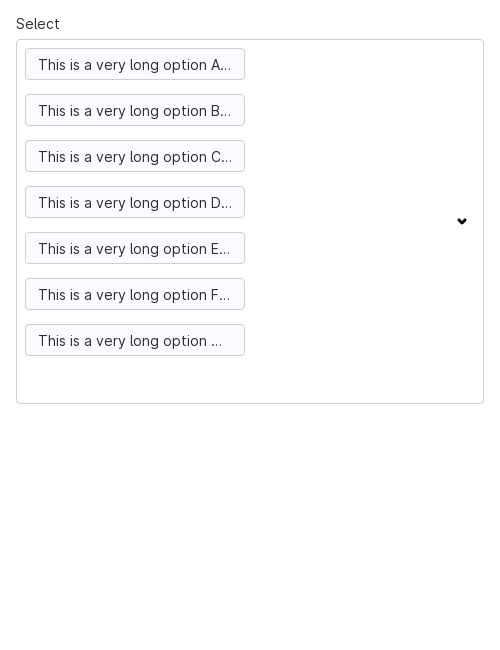 Select
This is a very long option A...
This is a very long option B...
This is a very long option C...
This is a very long option D...
This is a very long option E...
This is a very long option F...
This is a very long option ...